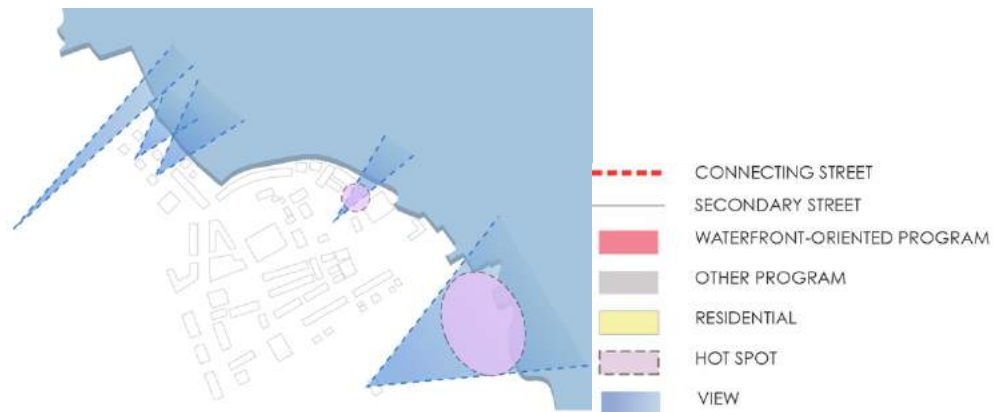 CONNECTING STREET
SECONDARY STREET
WATERFRONT-ORIENTED PROGRAM
OTHER PROGRAM
RESIDENTIAL
HOT SPOT
VIEW